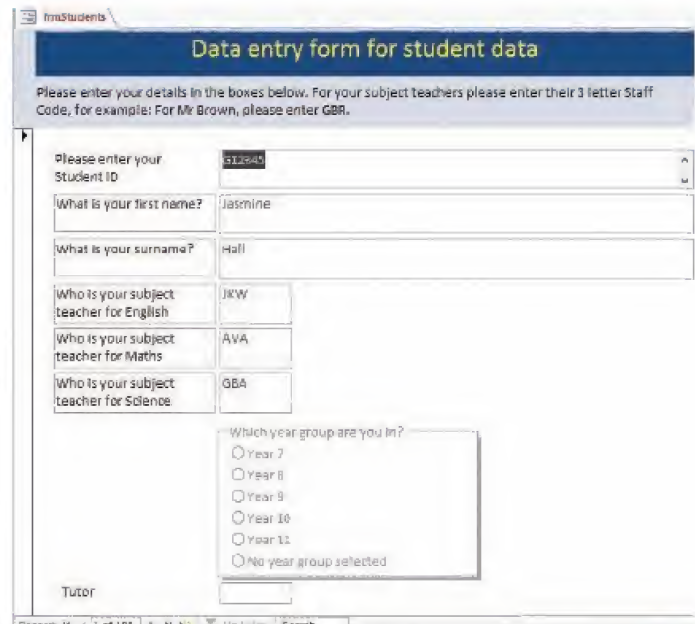 frmStudents
Data entry form for student data
Please enter your details in the boxes below. For your subject teachers please enter their 3 letter Staff
Code, for example: For Mr Brown, please enter GBR.
Please enter your
Student ID
G12345
What is your first name?
Jasmine
What is your surname?
Hall
Who is your subject
teacher for English
JKW
Who is your subject
teacher for Maths
AVA
Who is your subject
teacher for Science
GBA
Which year group are you in?
Year 7
Year 8
Year 9
Year 10
Year 11
No year group selected
Tutor
Search